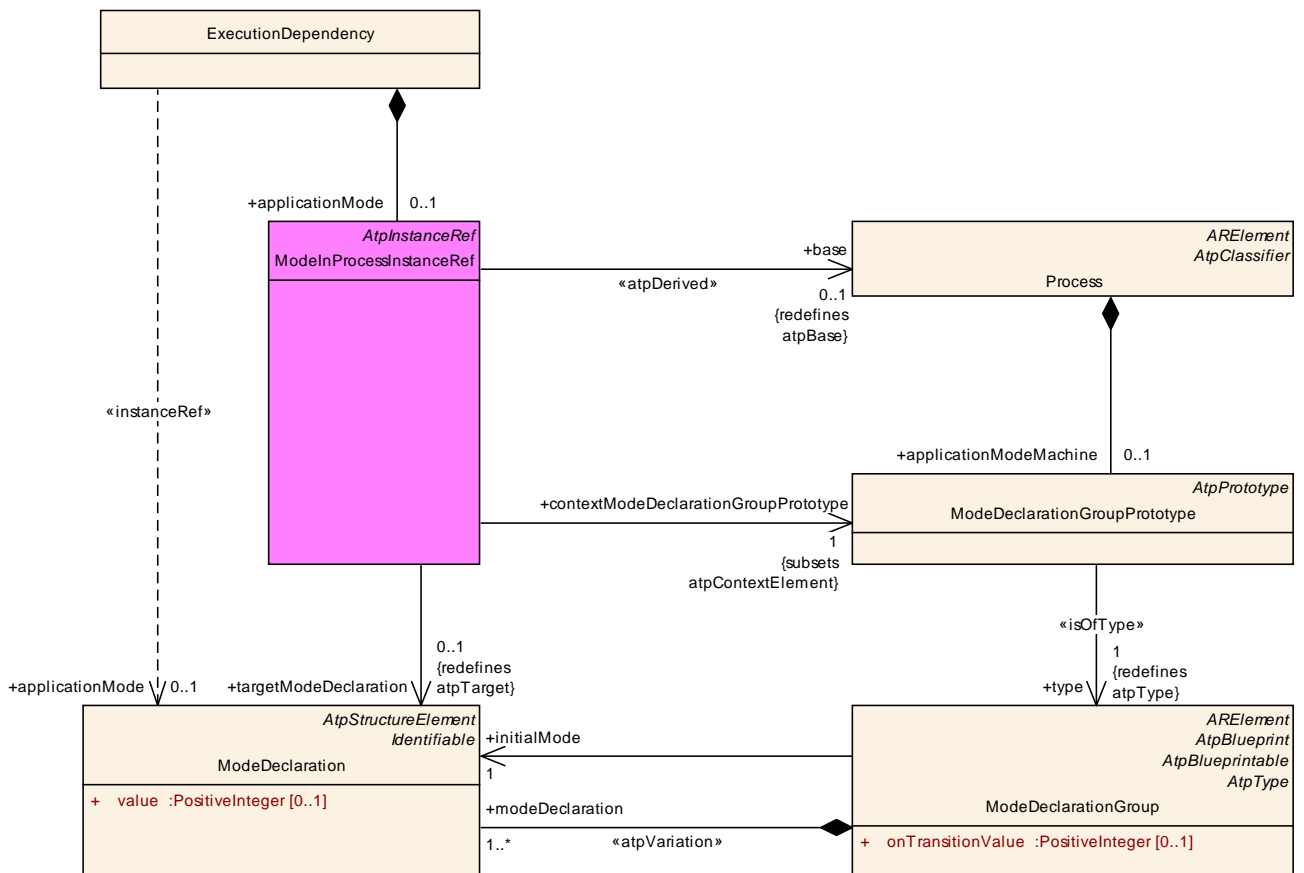 ExecutionDependency
+applicationMode
0..1
AtpInstanceRef
ModeInProcessInstanceRef
+base
«atpDerived»
0..1
{redefines
atpBase}
ARElement
AtpClassifier
Process
«instanceRef»
+applicationModeMachine
0..1
+contextModeDeclarationGroupPrototype
1
{subsets
atpContextElement}
AtpPrototype
ModeDeclarationGroupPrototype
«isOfType»
1
{redefines
atpType}
+type
0..1
{redefines
atpTarget}
+applicationMode
0..1
+targetModeDeclaration
AtpStructureElement
Identifiable
ModeDeclaration
+ value :PositiveInteger [0..1]
+initialMode
1
+modeDeclaration
1..*
«atpVariation»
ARElement
AtpBlueprint
AtpBlueprintable
AtpType
ModeDeclarationGroup
+ onTransitionValue :PositiveInteger [0..1]